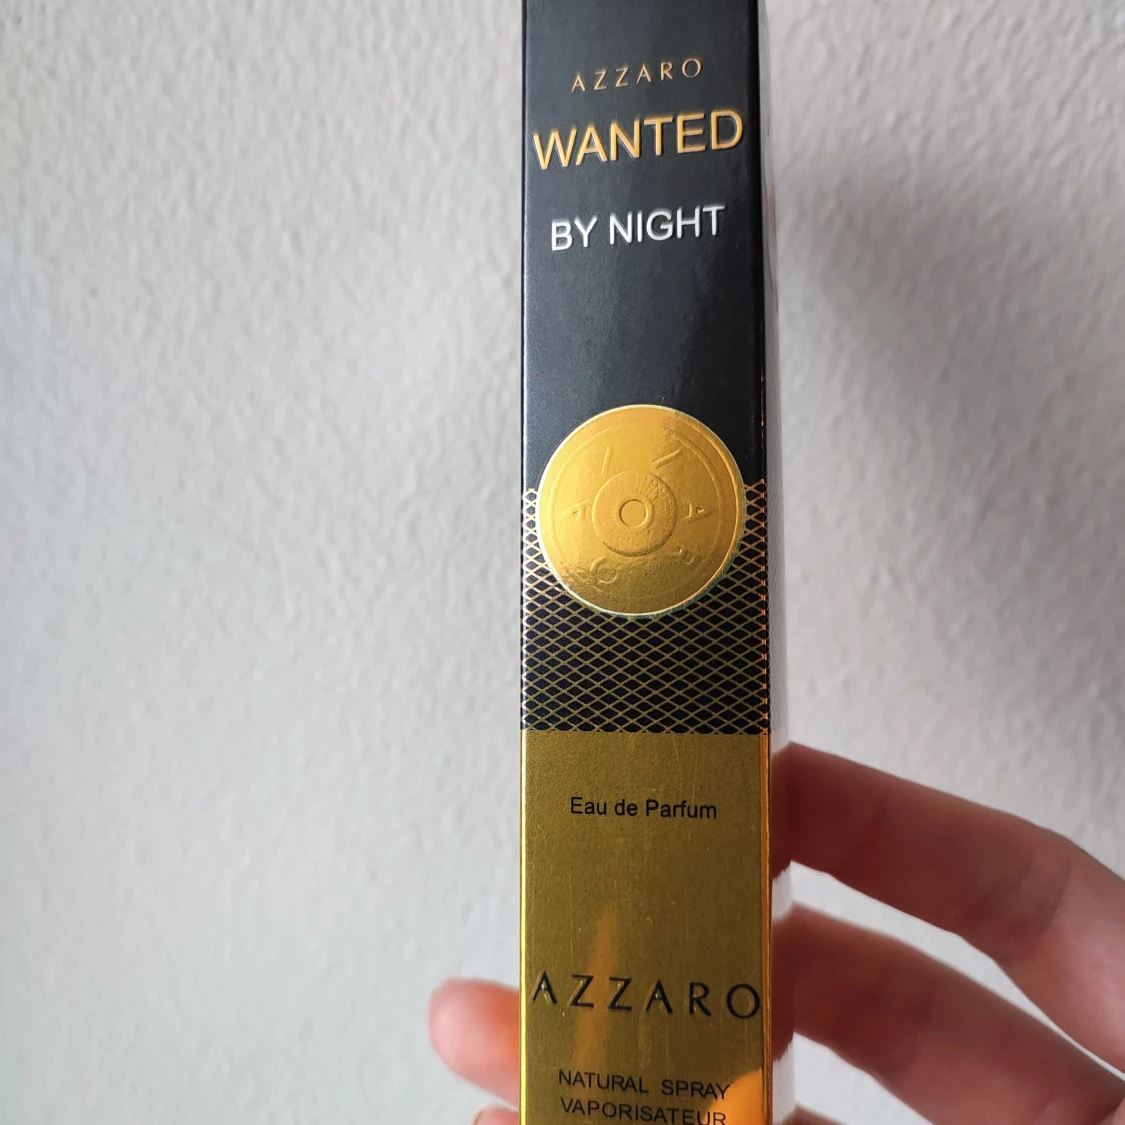 AZZARO
WANTED
BY NIGHT
Eau de Parfum
AZZARO
NATURAL SPRAY
VAPORISATEUR